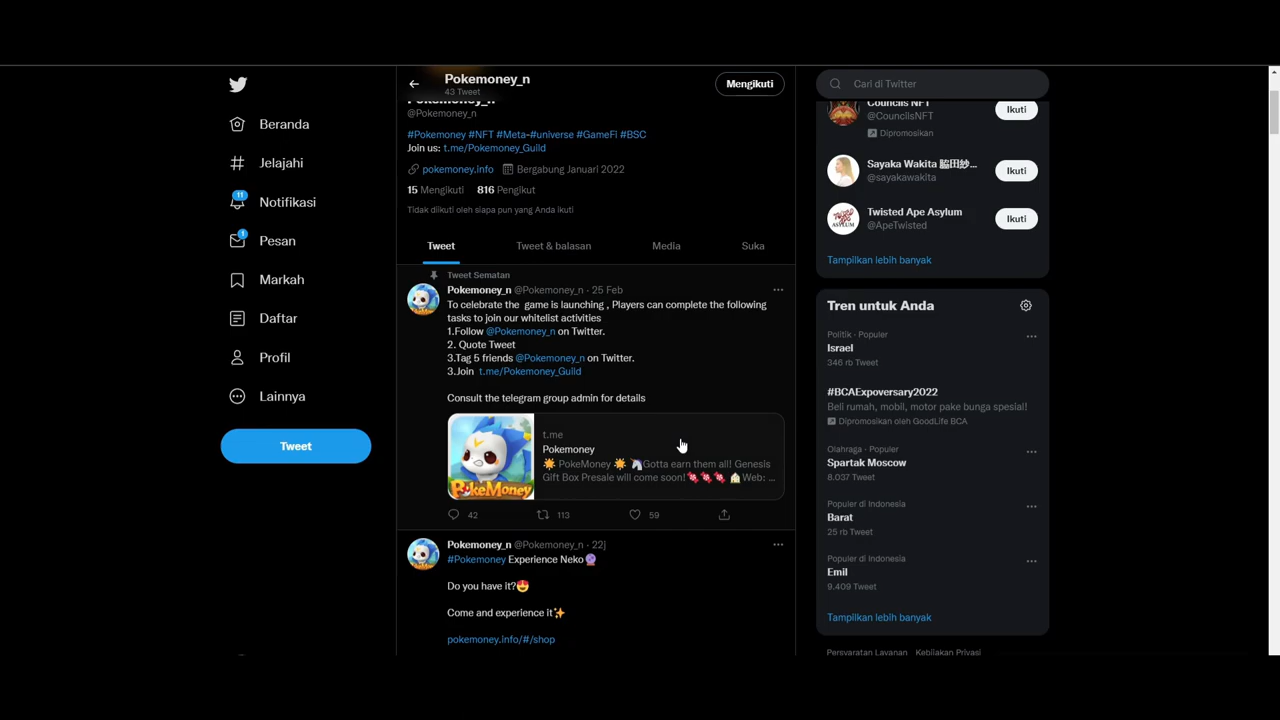 Pokemoney_n
43 Tweet
Mengikuti
Pokemoney_n
@Pokemoney_n
#Pokemoney #NFT #Meta-#universe #GameFI #BSC
Join us: t.me/Pokemoney_Guild
pokemoney.info Bergabung Januari 2022
15 Mengikuti 816 Pengikut
Tidak diikuti oleh siapa pun yang Anda ikuti
Tweet
Tweet & balasan
Media
Suka
Beranda
Jelajahi
11
Notifikasi
1
Pesan
Markah
Daftar
Profil
Lainnya
Tweet
Tweet Sematan
Pokemoney_n @Pokemoney_n · 25 Feb
To celebrate the game is launching , Players can complete the following
tasks to join our whitelist activities
1.Follow @Pokemoney_n on Twitter.
2. Quote Tweet
3.Tag 5 friends @Pokemoney_n on Twitter.
3.Join t.me/Pokemoney_Guild
Consult the telegram group admin for details
POKEMONEY
t.me
Pokemoney
☀️ PokeMoney ☀️ 🦄Gotta earn them all! Genesis
Gift Box Presale will come soon!🍬🍬🍬 🏠Web: ...
42
113
59
Pokemoney_n @Pokemoney_n · 22j
#Pokemoney Experience Neko🔮
Do you have it?😍
Come and experience it✨
pokemoney.info/#/shop
Cari di Twitter
Councils NFT
@CouncilsNFT
Dipromosikan
Ikuti
Sayaka Wakita 脇田紗...
@sayakawakita
Ikuti
Twisted Ape Asylum
@ApeTwisted
Ikuti
Tampilkan lebih banyak
Tren untuk Anda
Politik · Populer
Israel
346 rb Tweet
#BCAExpoversary2022
Beli rumah, mobil, motor pake bunga spesial!
Dipromosikan oleh GoodLife BCA
Olahraga · Populer
Spartak Moscow
8.037 Tweet
Populer di Indonesia
Barat
25 rb Tweet
Populer di Indonesia
Emil
9.409 Tweet
Tampilkan lebih banyak
Persyaratan Layanan Kebijakan Privasi